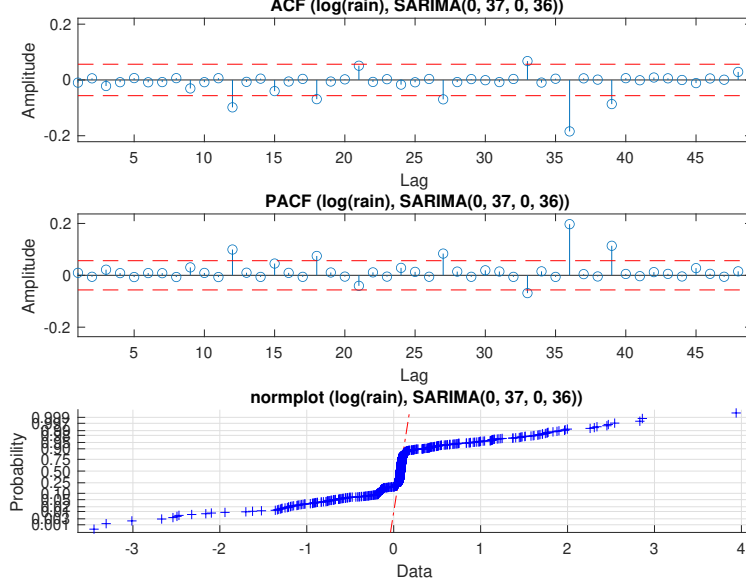 ACF (log(rain), SARIMA(0, 37, 0, 36))
0.2
0
-0.2
Amplitude
5 10 15 20 25 30 35 40 45
Lag
PACF (log(rain), SARIMA(0, 37, 0, 36))
0.2
0
-0.2
Amplitude
5 10 15 20 25 30 35 40 45
Lag
normplot (log(rain), SARIMA(0, 37, 0, 36))
0.999
0.90
0.75
0.50
0.25
0.10
0.003
0.001
Probability
-3 -2 -1 0 1 2 3 4
Data